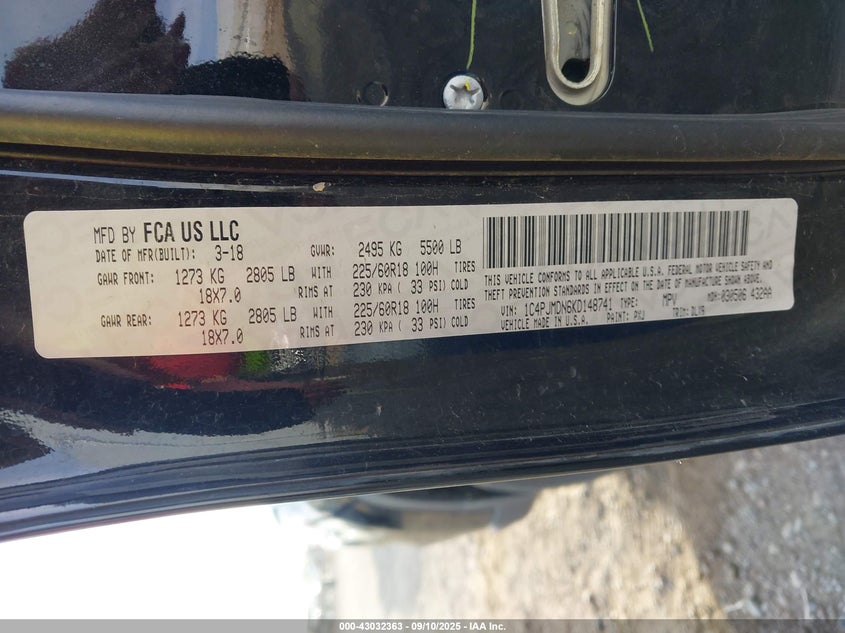 MFD BY FCA US LLC
DATE OF MFR(BUILT): 3-18 GVWR: 2495 KG 5500 LB
GAWR FRONT: 1273 KG 2805 LB WITH 225/60R18 100H TIRES
18X7.0 RIMS AT 230 KPA ( 33 PSI) COLD
GAWR REAR: 1273 KG 2805 LB WITH 225/60R18 100H TIRES
18X7.0 RIMS AT 230 KPA ( 33 PSI) COLD
THIS VEHICLE CONFORMS TO ALL APPLICABLE U.S.A. FEDERAL MOTOR VEHICLE SAFETY AND
THEFT PREVENTION STANDARDS IN EFFECT ON THE DATE OF MANUFACTURE SHOWN ABOVE.
VIN: 1C4PJMDN6KD148741 TYPE: MPV MDH: 030506 432AA
VEHICLE MADE IN U.S.A. PAINT: PXJ TRIM: DLX9
000-43032363 - 09/10/2025 - IAA Inc.